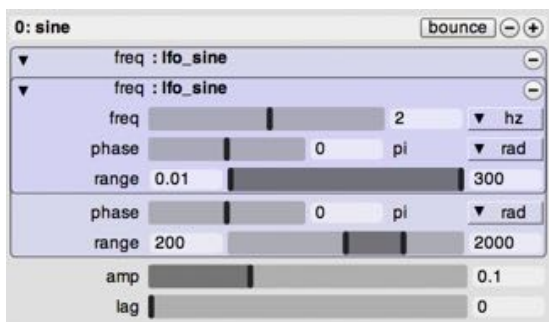 0: sine bounce − +
▼ freq : lfo_sine −
▼ freq : lfo_sine −
freq 2 ▼ hz
phase 0 pi ▼ rad
range 0.01 300
phase 0 pi ▼ rad
range 200 2000
amp 0.1
lag 0